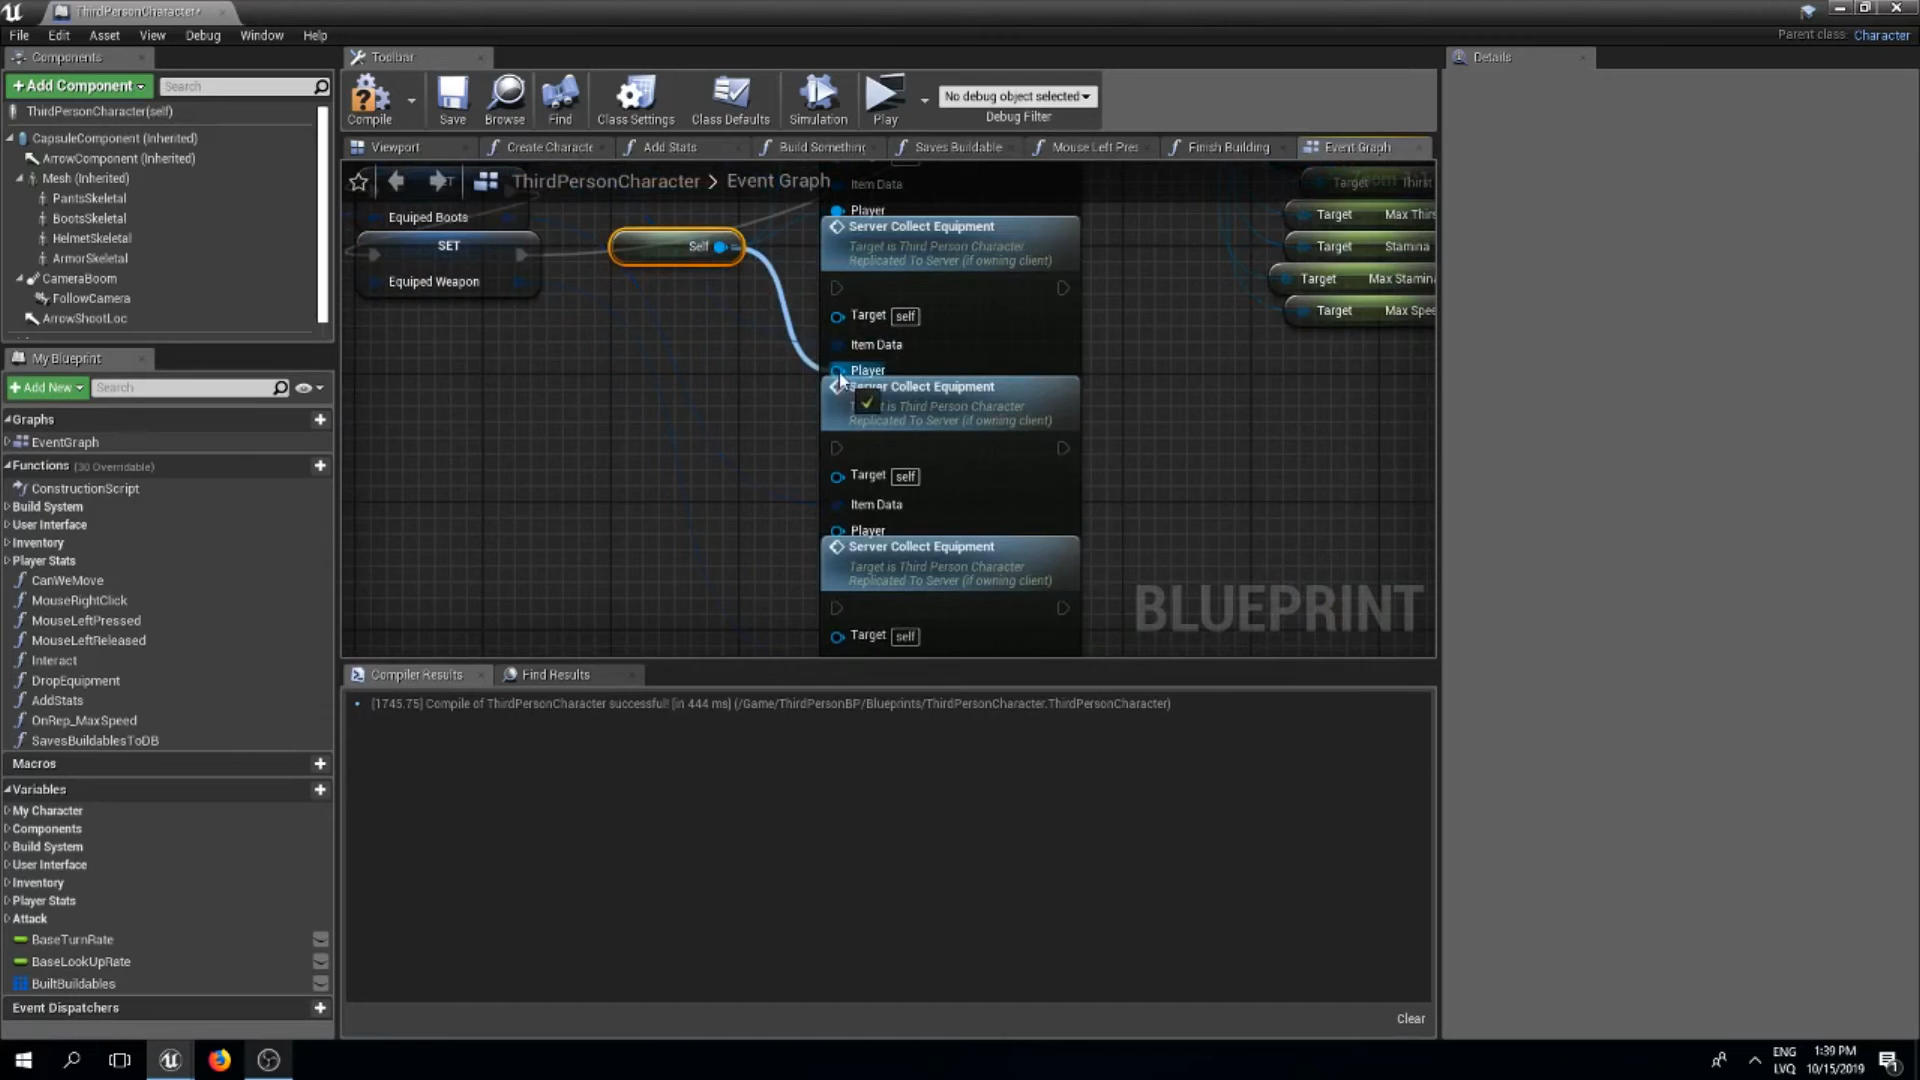 ThirdPersonCharacter*
File Edit Asset View Debug Window Help
Parent class: Character
Components
+Add Component
Search
ThirdPersonCharacter(self)
CapsuleComponent (Inherited)
ArrowComponent (Inherited)
Mesh (Inherited)
PantsSkeletal
BootsSkeletal
HelmetSkeletal
ArmorSkeletal
CameraBoom
FollowCamera
ArrowShootLoc
My Blueprint
+Add New
Search
Graphs
EventGraph
Functions (30 Overridable)
ConstructionScript
Build System
User Interface
Inventory
Player Stats
CanWeMove
MouseRightClick
MouseLeftPressed
MouseLeftReleased
Interact
DropEquipment
AddStats
OnRep_MaxSpeed
SavesBuildablesToDB
Macros
Variables
My Character
Components
Build System
User Interface
Inventory
Player Stats
Attack
BaseTurnRate
BaseLookUpRate
BuiltBuildables
Event Dispatchers
Toolbar
Compile
Save
Browse
Find
Class Settings
Class Defaults
Simulation
Play
No debug object selected
Debug Filter
Viewport
Create Characte
Add Stats
Build Something
Saves Buildable
Mouse Left Pres
Finish Building
Event Graph
ThirdPersonCharacter > Event Graph
Equiped Boots
SET
Equiped Weapon
Self
Item Data
Player
Server Collect Equipment
Target is Third Person Character
Replicated To Server (if owning client)
Target self
Item Data
Player
Server Collect Equipment
Replicated To Server (if owning client)
Target self
Item Data
Player
Server Collect Equipment
Target is Third Person Character
Replicated To Server (if owning client)
Target self
Target Thirst
Target Max Thirs
Target Stamina
Target Max Stamin
Target Max Spee
BLUEPRINT
Compiler Results
Find Results
[1745.75] Compile of ThirdPersonCharacter successful! [in 444 ms] (/Game/ThirdPersonBP/Blueprints/ThirdPersonCharacter.ThirdPersonCharacter)
Clear
Details
ENG
LVQ
1:39 PM
10/15/2019
1